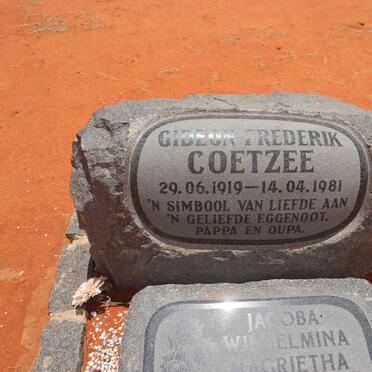 GIDEON FREDERIK
COETZEE
29.06.1919 — 14.04.1981
'N SIMBOOL VAN LIEFDE AAN
'N GELIEFDE EGGENOOT,
PAPPA EN OUPA.
JACOBA
WILHELMINA
MAGRIETHA